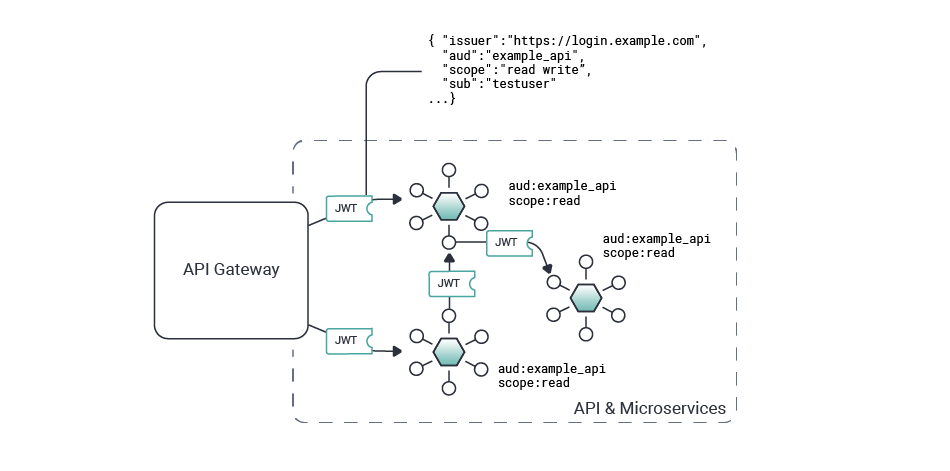 { "issuer":"https://login.example.com",
"aud":"example_api",
"scope":"read write",
"sub":"testuser"
...}
aud:example_api
scope:read
JWT
API Gateway
JWT
aud:example_api
scope:read
JWT
JWT
aud:example_api
scope:read
API & Microservices